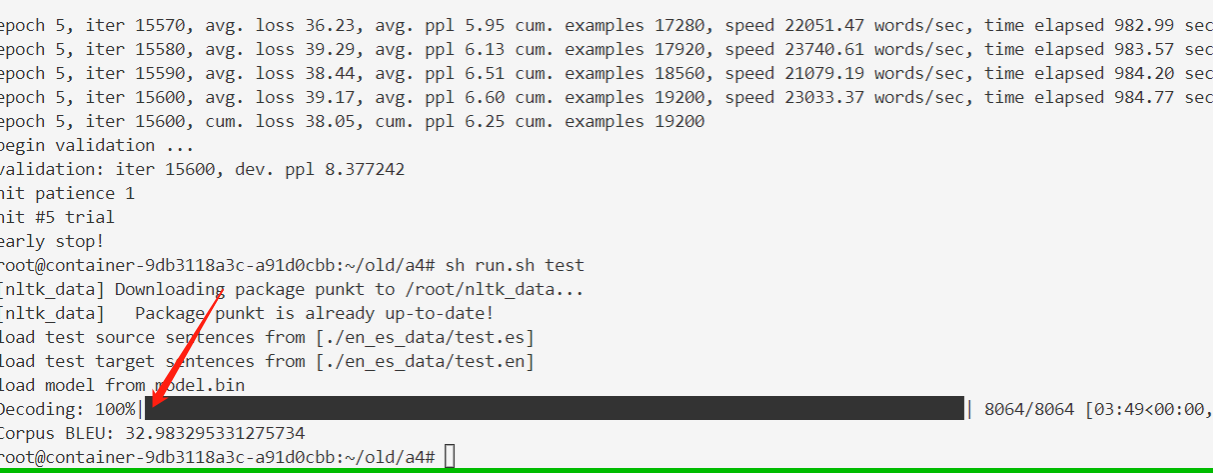 epoch 5, iter 15570, avg. loss 36.23, avg. ppl 5.95 cum. examples 17280, speed 22051.47 words/sec, time elapsed 982.99 sec
epoch 5, iter 15580, avg. loss 39.29, avg. ppl 6.13 cum. examples 17920, speed 23740.61 words/sec, time elapsed 983.57 sec
epoch 5, iter 15590, avg. loss 38.44, avg. ppl 6.51 cum. examples 18560, speed 21079.19 words/sec, time elapsed 984.20 sec
epoch 5, iter 15600, avg. loss 39.17, avg. ppl 6.60 cum. examples 19200, speed 23033.37 words/sec, time elapsed 984.77 sec
epoch 5, iter 15600, cum. loss 38.05, cum. ppl 6.25 cum. examples 19200
begin validation ...
validation: iter 15600, dev. ppl 8.377242
hit patience 1
hit #5 trial
early stop!
root@container-9db3118a3c-a91d0cbb:~/old/a4# sh run.sh test
[nltk_data] Downloading package punkt to /root/nltk_data...
[nltk_data]   Package punkt is already up-to-date!
load test source sentences from [./en_es_data/test.es]
load test target sentences from [./en_es_data/test.en]
load model from model.bin
Decoding: 100%| | 8064/8064 [03:49<00:00,
Corpus BLEU: 32.983295331275734
root@container-9db3118a3c-a91d0cbb:~/old/a4#